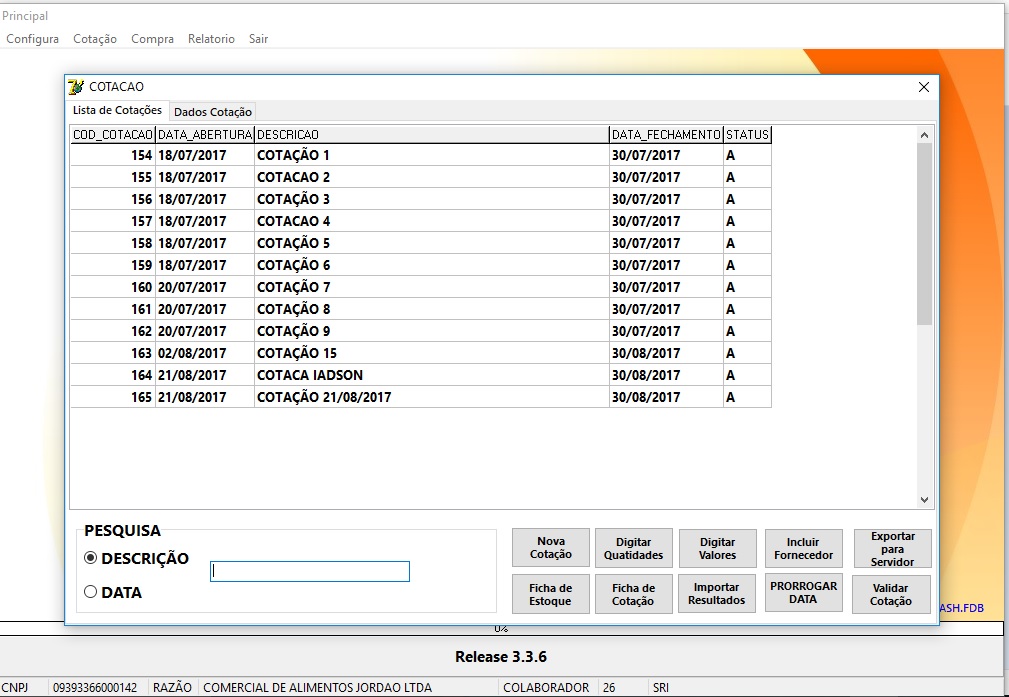 Principal
Configura Cotação Compra Relatorio Sair
COTACAO
Lista de Cotações Dados Cotação
COD_COTACAO DATA_ABERTURA DESCRICAO DATA_FECHAMENTO STATUS
154 18/07/2017 COTAÇÃO 1 30/07/2017 A
155 18/07/2017 COTACAO 2 30/07/2017 A
156 18/07/2017 COTAÇÃO 3 30/07/2017 A
157 18/07/2017 COTACAO 4 30/07/2017 A
158 18/07/2017 COTAÇÃO 5 30/07/2017 A
159 18/07/2017 COTAÇÃO 6 30/07/2017 A
160 20/07/2017 COTAÇÃO 7 30/07/2017 A
161 20/07/2017 COTAÇÃO 8 30/07/2017 A
162 20/07/2017 COTAÇÃO 9 30/07/2017 A
163 02/08/2017 COTAÇÃO 15 30/08/2017 A
164 21/08/2017 COTACA IADSON 30/08/2017 A
165 21/08/2017 COTAÇÃO 21/08/2017 30/08/2017 A
PESQUISA
DESCRIÇÃO
DATA
Nova
Cotação
Digitar
Quatidades
Digitar
Valores
Incluir
Fornecedor
Exportar
para
Servidor
Ficha de
Estoque
Ficha de
Cotação
Importar
Resultados
PRORROGAR
DATA
Validar
Cotação
ASH.FDB
0%
Release 3.3.6
CNPJ 09393366000142 RAZÃO COMERCIAL DE ALIMENTOS JORDAO LTDA COLABORADOR 26 SRI